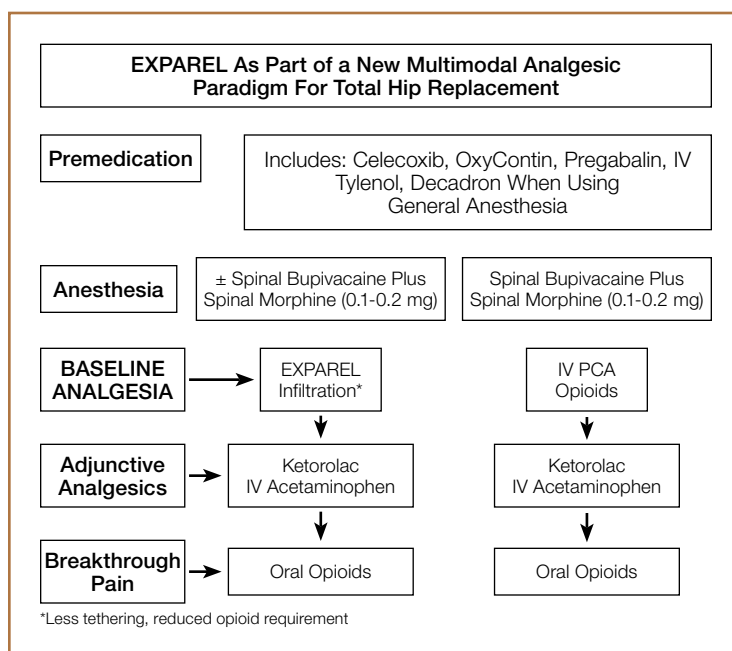 EXPAREL As Part of a New Multimodal Analgesic
Paradigm For Total Hip Replacement
Premedication
Includes: Celecoxib, OxyContin, Pregabalin, IV
Tylenol, Decadron When Using
General Anesthesia
Anesthesia
± Spinal Bupivacaine Plus
Spinal Morphine (0.1-0.2 mg)
Spinal Bupivacaine Plus
Spinal Morphine (0.1-0.2 mg)
BASELINE
ANALGESIA
EXPAREL
Infiltration*
IV PCA
Opioids
Adjunctive
Analgesics
Ketorolac
IV Acetaminophen
Ketorolac
IV Acetaminophen
Breakthrough
Pain
Oral Opioids
Oral Opioids
*Less tethering, reduced opioid requirement